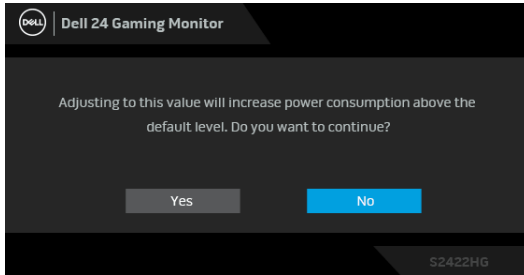 DELL
Dell 24 Gaming Monitor
Adjusting to this value will increase power consumption above the
default level. Do you want to continue?
Yes
No
S2422HG